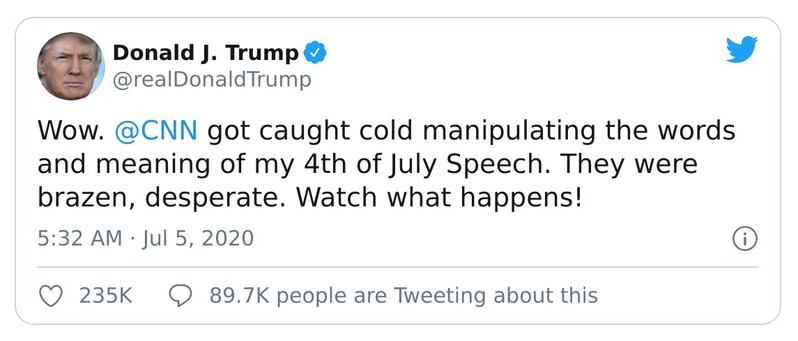 Donald J. Trump
@realDonaldTrump
Wow. @CNN got caught cold manipulating the words
and meaning of my 4th of July Speech. They were
brazen, desperate. Watch what happens!
5:32 AM · Jul 5, 2020
235K 89.7K people are Tweeting about this